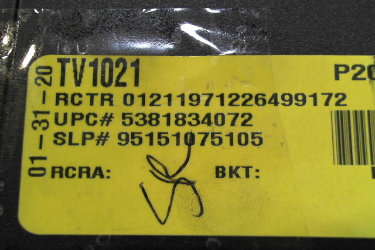 01-31-20
TV1021
P20
RCTR 01211971226499172
UPC# 5381834072
SLP# 95151075105
RCRA:
BKT: